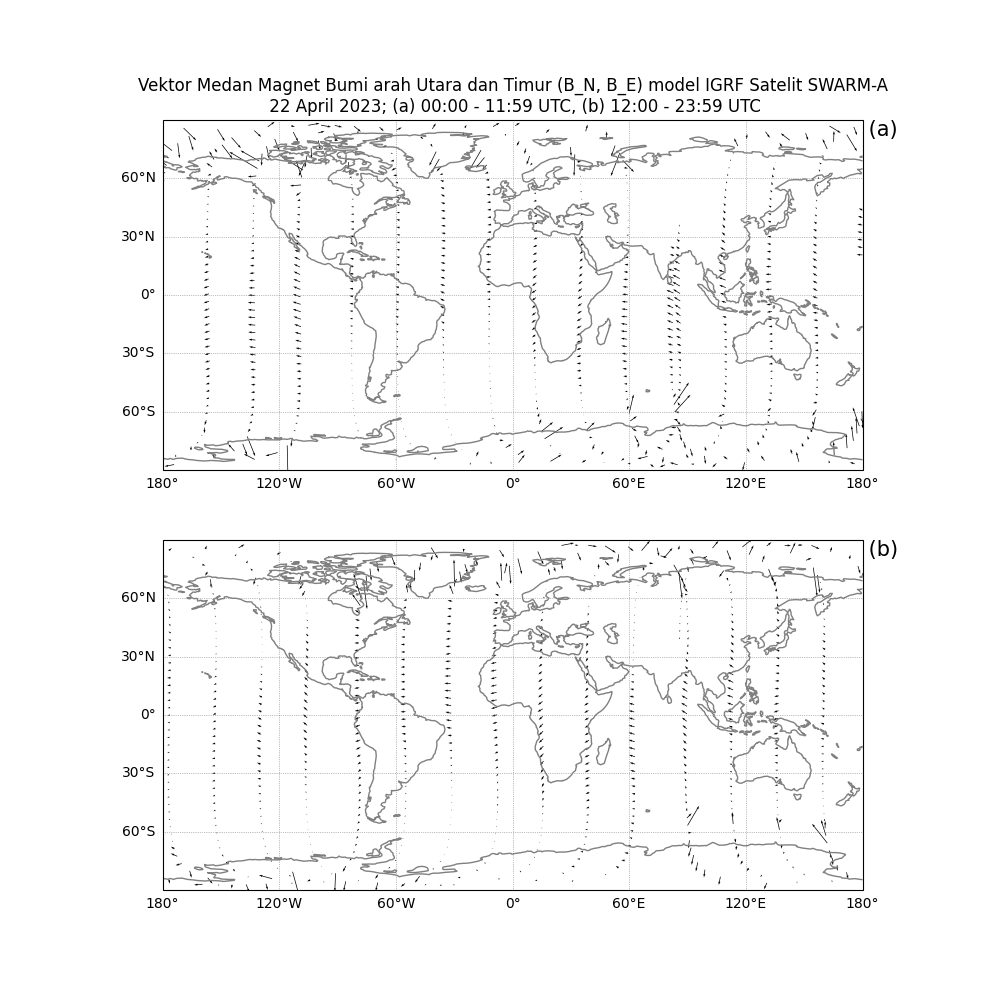 Vektor Medan Magnet Bumi arah Utara dan Timur (B_N, B_E) model IGRF Satelit SWARM-A
22 April 2023; (a) 00:00 - 11:59 UTC, (b) 12:00 - 23:59 UTC
(a)
60°N
30°N
0°
30°S
60°S
180° 120°W 60°W 0° 60°E 120°E 180°
(b)
60°N
30°N
0°
30°S
60°S
180° 120°W 60°W 0° 60°E 120°E 180°